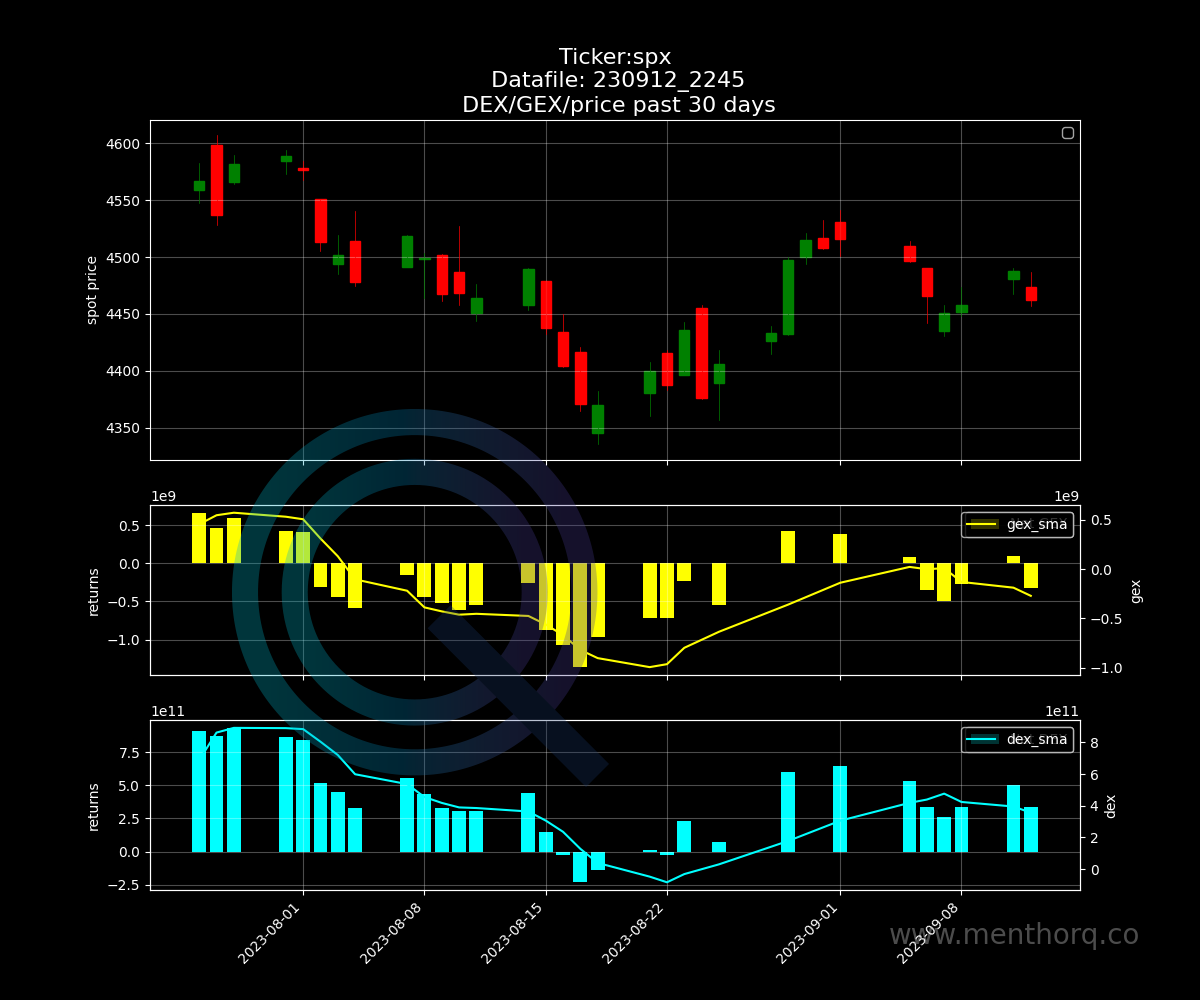 Ticker:spx
Datafile: 230912_2245
DEX/GEX/price past 30 days
4600
4550
4500
4450
4400
4350
spot price
1e9
1e9
0.5
0.0
−0.5
−1.0
returns
gex_sma
0.5
0.0
−0.5
−1.0
gex
1e11
1e11
7.5
5.0
2.5
0.0
−2.5
returns
dex_sma
8
6
4
2
0
dex
2023-08-01
2023-08-08
2023-08-15
2023-08-22
2023-09-01
2023-09-08
www.menthorq.co